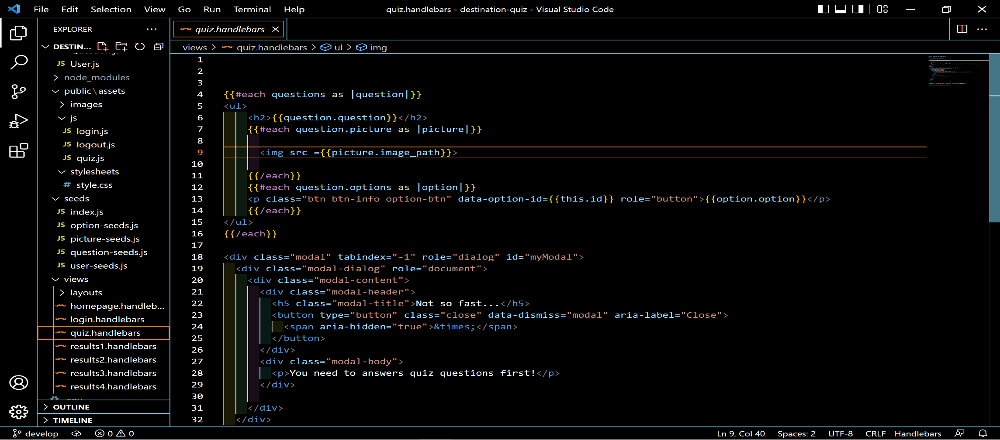 File Edit Selection View Go Run Terminal Help
quiz.handlebars - destination-quiz - Visual Studio Code
EXPLORER
DESTIN...
User.js
node_modules
public\assets
images
js
login.js
logout.js
quiz.js
stylesheets
style.css
seeds
index.js
option-seeds.js
picture-seeds.js
question-seeds.js
user-seeds.js
views
layouts
homepage.handleb...
login.handlebars
quiz.handlebars
results1.handlebars
results2.handlebars
results3.handlebars
results4.handlebars
OUTLINE
TIMELINE
quiz.handlebars
views > quiz.handlebars > ul > img
1
2
3
4 {{#each questions as |question|}}
5 <ul>
6 <h2>{{question.question}}</h2>
7 {{#each question.picture as |picture|}}
8
9 <img src ={{picture.image_path}}>
10
11 {{/each}}
12 {{#each question.options as |option|}}
13 <p class="btn btn-info option-btn" data-option-id={{this.id}} role="button">{{option.option}}</p>
14 {{/each}}
15 </ul>
16 {{/each}}
17
18 <div class="modal" tabindex="-1" role="dialog" id="myModal">
19 <div class="modal-dialog" role="document">
20 <div class="modal-content">
21 <div class="modal-header">
22 <h5 class="modal-title">Not so fast...</h5>
23 <button type="button" class="close" data-dismiss="modal" aria-label="Close">
24 <span aria-hidden="true">&times;</span>
25 </button>
26 </div>
27 <div class="modal-body">
28 <p>You need to answers quiz questions first!</p>
29 </div>
30
31 </div>
32 </div>
develop
0 0
Ln 9, Col 40 Spaces: 2 UTF-8 CRLF Handlebars